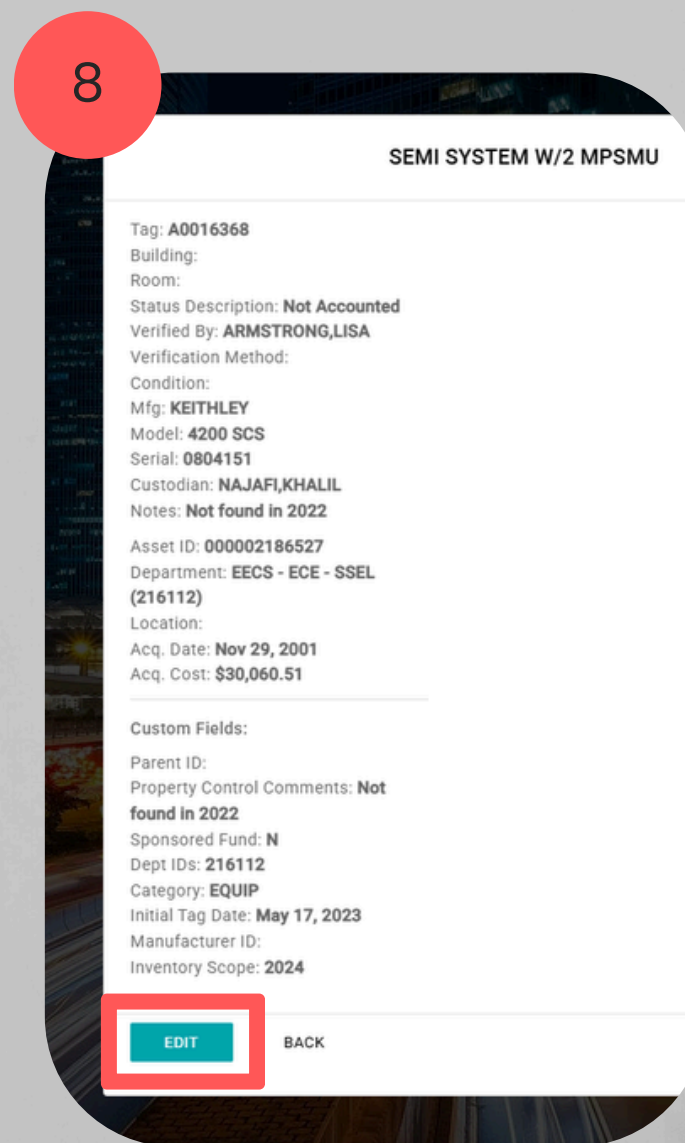 8
SEMI SYSTEM W/2 MPSMU
Tag: A0016368
Building:
Room:
Status Description: Not Accounted
Verified By: ARMSTRONG,LISA
Verification Method:
Condition:
Mfg: KEITHLEY
Model: 4200 SCS
Serial: 0804151
Custodian: NAJAFI,KHALIL
Notes: Not found in 2022
Asset ID: 000002186527
Department: EECS - ECE - SSEL
(216112)
Location:
Acq. Date: Nov 29, 2001
Acq. Cost: $30,060.51
Custom Fields:
Parent ID:
Property Control Comments: Not
found in 2022
Sponsored Fund: N
Dept IDs: 216112
Category: EQUIP
Initial Tag Date: May 17, 2023
Manufacturer ID:
Inventory Scope: 2024
EDIT BACK